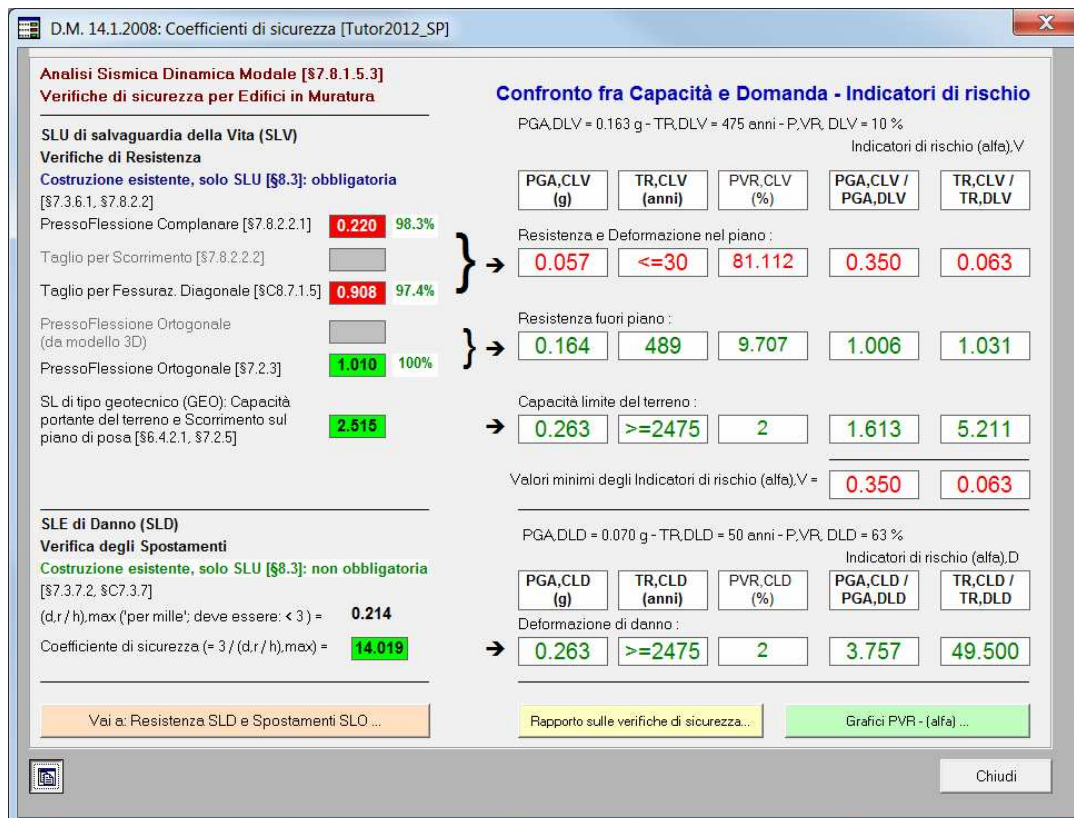 D.M. 14.1.2008: Coefficienti di sicurezza [Tutor2012_SP]
X
Analisi Sismica Dinamica Modale [§7.8.1.5.3]
Verifiche di sicurezza per Edifici in Muratura
SLU di salvaguardia della Vita (SLV)
Verifiche di Resistenza
Costruzione esistente, solo SLU [§8.3]: obbligatoria
[§7.3.6.1, §7.8.2.2]
PressoFlessione Complanare [§7.8.2.2.1] 0.220 98.3%
Taglio per Scorrimento [§7.8.2.2.2]
Taglio per Fessuraz. Diagonale [§C8.7.1.5] 0.908 97.4%
PressoFlessione Ortogonale
(da modello 3D)
PressoFlessione Ortogonale [§7.2.3] 1.010 100%
SL di tipo geotecnico (GEO): Capacità
portante del terreno e Scorrimento sul
piano di posa [§6.4.2.1, §7.2.5]
2.515
Confronto fra Capacità e Domanda - Indicatori di rischio
PGA,DLV = 0.163 g - TR,DLV = 475 anni - P,VR, DLV = 10 %
Indicatori di rischio (alfa),V
PGA,CLV TR,CLV PVR,CLV PGA,CLV / TR,CLV /
(g) (anni) (%) PGA,DLV TR,DLV
Resistenza e Deformazione nel piano :
0.057 <=30 81.112 0.350 0.063
Resistenza fuori piano :
0.164 489 9.707 1.006 1.031
Capacità limite del terreno :
0.263 >=2475 2 1.613 5.211
Valori minimi degli Indicatori di rischio (alfa),V = 0.350 0.063
SLE di Danno (SLD)
Verifica degli Spostamenti
Costruzione esistente, solo SLU [§8.3]: non obbligatoria
[§7.3.7.2, §C7.3.7]
(d,r / h),max ('per mille'; deve essere: < 3 ) = 0.214
Coefficiente di sicurezza (= 3 / (d,r / h),max) = 14.019
PGA,DLD = 0.070 g - TR,DLD = 50 anni - P,VR, DLD = 63 %
Indicatori di rischio (alfa),D
PGA,CLD TR,CLD PVR,CLD PGA,CLD / TR,CLD /
(g) (anni) (%) PGA,DLD TR,DLD
Deformazione di danno :
0.263 >=2475 2 3.757 49.500
Vai a: Resistenza SLD e Spostamenti SLO ...
Rapporto sulle verifiche di sicurezza...
Grafici PVR - (alfa) ...
Chiudi